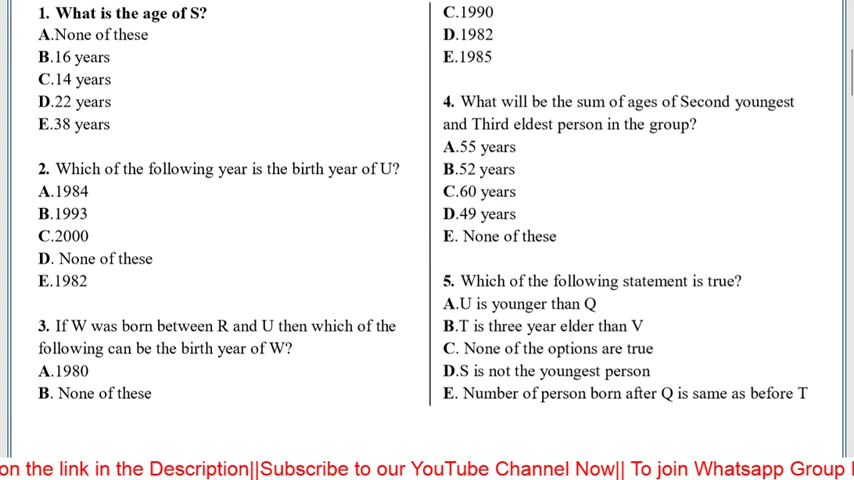 1. What is the age of S?
A.None of these
B.16 years
C.14 years
D.22 years
E.38 years
2. Which of the following year is the birth year of U?
A.1984
B.1993
C.2000
D. None of these
E.1982
3. If W was born between R and U then which of the
following can be the birth year of W?
A.1980
B. None of these
C.1990
D.1982
E.1985
4. What will be the sum of ages of Second youngest
and Third eldest person in the group?
A.55 years
B.52 years
C.60 years
D.49 years
E. None of these
5. Which of the following statement is true?
A.U is younger than Q
B.T is three year elder than V
C. None of the options are true
D.S is not the youngest person
E. Number of person born after Q is same as before T
on the link in the Description||Subscribe to our YouTube Channel Now|| To join Whatsapp Group